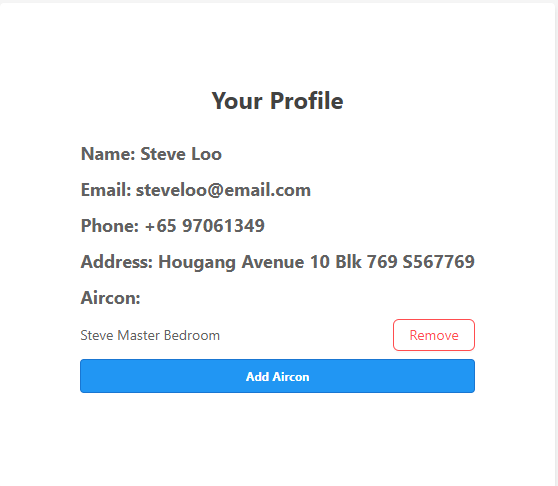 Your Profile
Name: Steve Loo
Email: steveloo@email.com
Phone: +65 97061349
Address: Hougang Avenue 10 Blk 769 S567769
Aircon:
Steve Master Bedroom Remove
Add Aircon